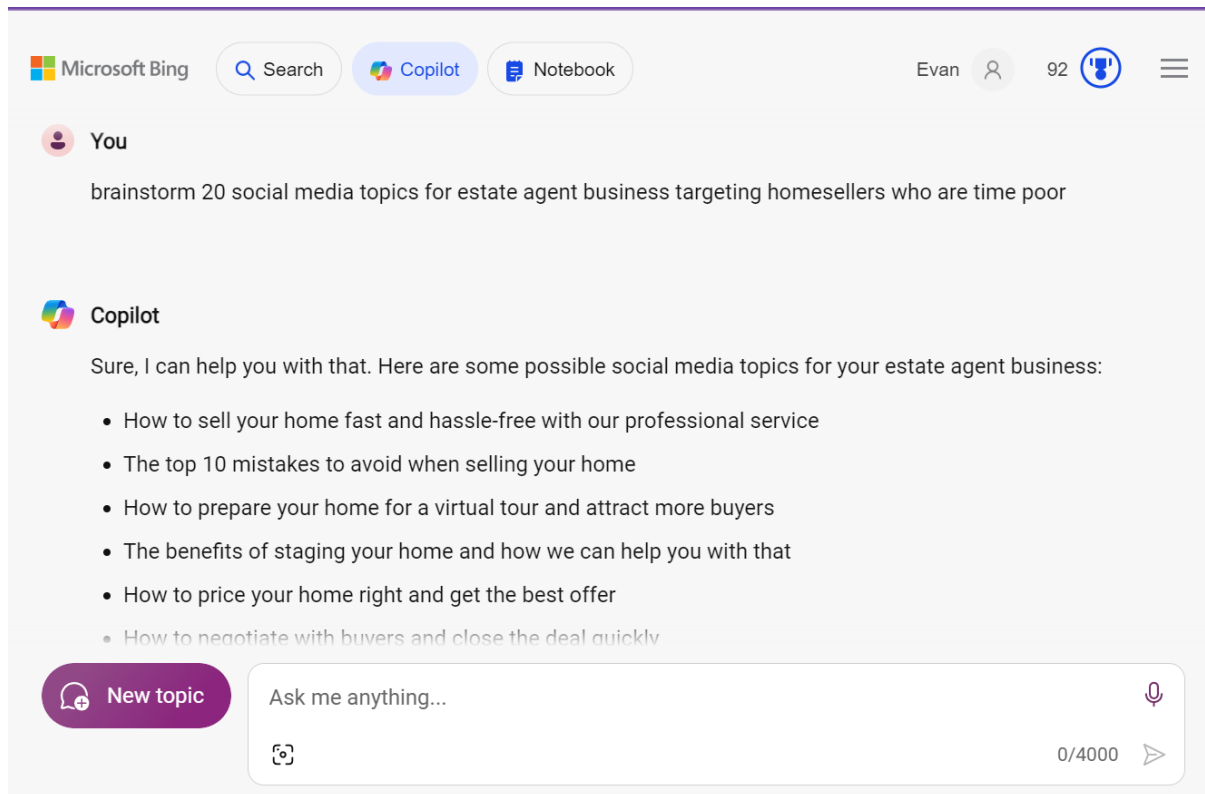 Microsoft Bing
Search
Copilot
Notebook
Evan
92
You
brainstorm 20 social media topics for estate agent business targeting homesellers who are time poor
Copilot
Sure, I can help you with that. Here are some possible social media topics for your estate agent business:
• How to sell your home fast and hassle-free with our professional service
• The top 10 mistakes to avoid when selling your home
• How to prepare your home for a virtual tour and attract more buyers
• The benefits of staging your home and how we can help you with that
• How to price your home right and get the best offer
• How to negotiate with buyers and close the deal quickly
New topic
Ask me anything...
0/4000